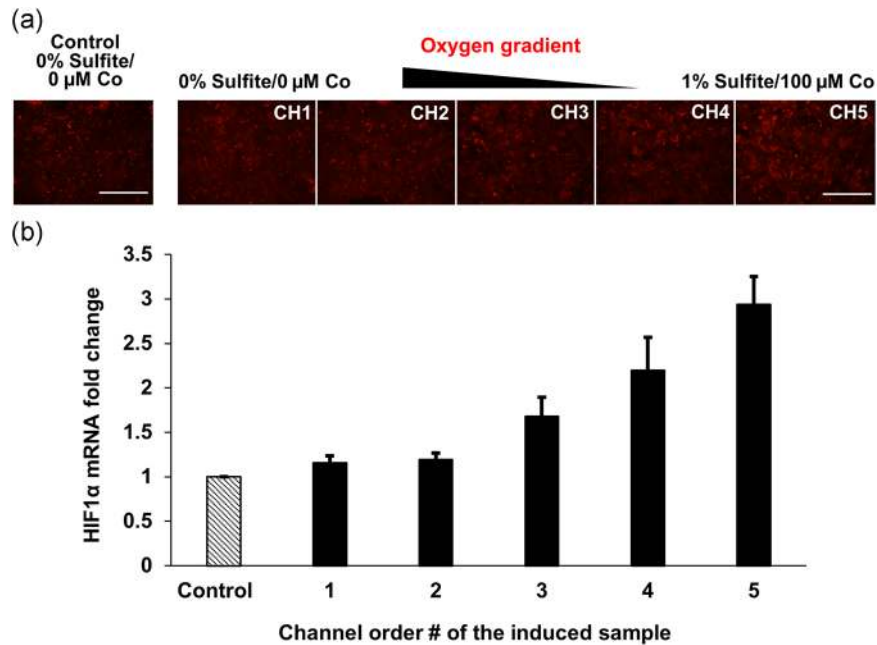 (a)
Control
0% Sulfite/
0 µM Co
Oxygen gradient
0% Sulfite/0 µM Co
1% Sulfite/100 µM Co
CH1 CH2 CH3 CH4 CH5
(b)
HIF1α mRNA fold change
3.5
3
2.5
2
1.5
1
0.5
0
Control 1 2 3 4 5
Channel order # of the induced sample